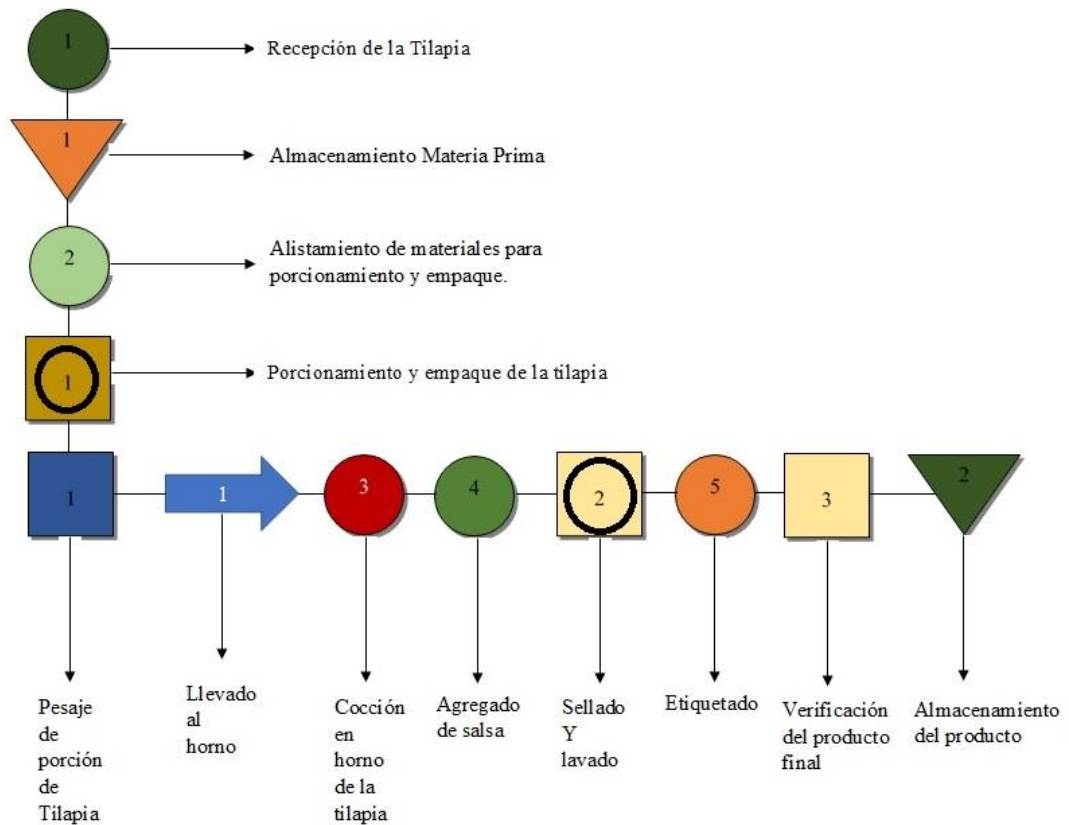 1
Recepción de la Tilapia
1
Almacenamiento Materia Prima
2
Alistamiento de materiales para
porcionamiento y empaque.
1
Porcionamiento y empaque de la tilapia
1
1
3
4
2
5
3
2
Pesaje
de
porción
de
Tilapia
Llevado
al
horno
Cocción
en
horno
de la
tilapia
Agregado
de salsa
Sellado
Y
lavado
Etiquetado
Verificación
del producto
final
Almacenamiento
del producto